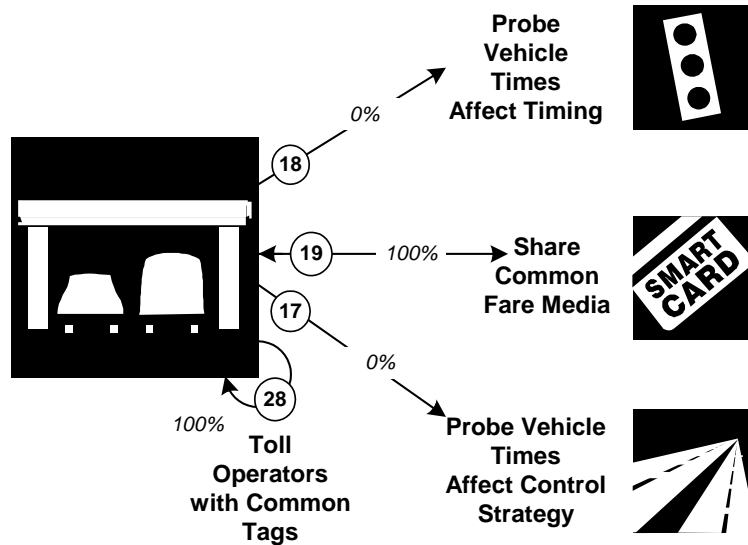 Probe
Vehicle
Times
Affect Timing
0%
18
19
100%
Share
Common
Fare Media
SMART
CARD
17
0%
28
100%
Toll
Operators
with Common
Tags
Probe Vehicle
Times
Affect Control
Strategy